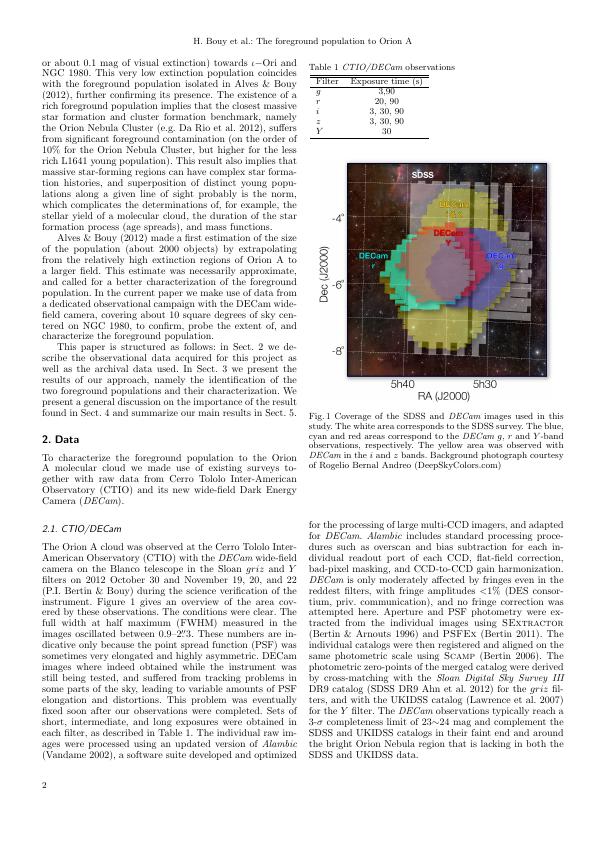 H. Bouy et al.: The foreground population to Orion A
or about 0.1 mag of visual extinction) towards ι−Ori and
NGC 1980. This very low extinction population coincides
with the foreground population isolated in Alves & Bouy
(2012), further confirming its presence. The existence of a
rich foreground population implies that the closest massive
star formation and cluster formation benchmark, namely
the Orion Nebula Cluster (e.g. Da Rio et al. 2012), suffers
from significant foreground contamination (on the order of
10% for the Orion Nebula Cluster, but higher for the less
rich L1641 young population). This result also implies that
massive star-forming regions can have complex star forma-
tion histories, and superposition of distinct young popu-
lations along a given line of sight probably is the norm,
which complicates the determinations of, for example, the
stellar yield of a molecular cloud, the duration of the star
formation process (age spreads), and mass functions.
Alves & Bouy (2012) made a first estimation of the size
of the population (about 2000 objects) by extrapolating
from the relatively high extinction regions of Orion A to
a larger field. This estimate was necessarily approximate,
and called for a better characterization of the foreground
population. In the current paper we make use of data from
a dedicated observational campaign with the DECam wide-
field camera, covering about 10 square degrees of sky cen-
tered on NGC 1980, to confirm, probe the extent of, and
characterize the foreground population.
This paper is structured as follows: in Sect. 2 we de-
scribe the observational data acquired for this project as
well as the archival data used. In Sect. 3 we present the
results of our approach, namely the identification of the
two foreground populations and their characterization. We
present a general discussion on the importance of the result
found in Sect. 4 and summarize our main results in Sect. 5.
2. Data
To characterize the foreground population to the Orion
A molecular cloud we made use of existing surveys to-
gether with raw data from Cerro Tololo Inter-American
Observatory (CTIO) and its new wide-field Dark Energy
Camera (DECam).
2.1. CTIO/DECam
The Orion A cloud was observed at the Cerro Tololo Inter-
American Observatory (CTIO) with the DECam wide-field
camera on the Blanco telescope in the Sloan griz and Y
filters on 2012 October 30 and November 19, 20, and 22
(P.I. Bertin & Bouy) during the science verification of the
instrument. Figure 1 gives an overview of the area cov-
ered by these observations. The conditions were clear. The
full width at half maximum (FWHM) measured in the
images oscillated between 0.9–2.″3. These numbers are in-
dicative only because the point spread function (PSF) was
sometimes very elongated and highly asymmetric. DECam
images where indeed obtained while the instrument was
still being tested, and suffered from tracking problems in
some parts of the sky, leading to variable amounts of PSF
elongation and distortions. This problem was eventually
fixed soon after observations were completed. Sets of
short, intermediate, and long exposures were obtained in
each filter, as described in Table 1. The individual raw im-
ages were processed using an updated version of Alambic
(Vandame 2002), a software suite developed and optimized
Table 1 CTIO/DECam observations
Filter Exposure time (s)
g 3,90
r 20, 90
i 3, 30, 90
z 3, 30, 90
Y 30
SDSS
DECam
DECam
Y
DECam
r
DECam
g
-4°
-6°
-8°
Dec (J2000)
5h40 5h30
RA (J2000)
Fig. 1 Coverage of the SDSS and DECam images used in this
study. The white area corresponds to the SDSS survey. The blue,
cyan and red areas correspond to the DECam g, r and Y-band
observations, respectively. The yellow area was observed with
DECam in the i and z bands. Background photograph courtesy
of Rogelio Bernal Andreo (DeepSkyColors.com)
for the processing of large multi-CCD imagers, and adapted
for DECam. Alambic includes standard processing proce-
dures such as overscan and bias subtraction for each in-
dividual readout port of each CCD, flat-field correction,
bad-pixel masking, and CCD-to-CCD gain harmonization.
DECam is only moderately affected by fringes even in the
reddest filters, with fringe amplitudes <1% (DES consor-
tium, priv. communication), and no fringe correction was
attempted here. Aperture and PSF photometry were ex-
tracted from the individual images using SExtractor
(Bertin & Arnouts 1996) and PSFEx (Bertin 2011). The
individual catalogs were then registered and aligned on the
same photometric scale using Scamp (Bertin 2006). The
photometric zero-points of the merged catalog were derived
by cross-matching with the Sloan Digital Sky Survey III
DR9 catalog (SDSS DR9 Ahn et al. 2012) for the griz fil-
ters, and with the UKIDSS catalog (Lawrence et al. 2007)
for the Y filter. The DECam observations typically reach a
3-σ completeness limit of 23∼24 mag and complement the
SDSS and UKIDSS catalogs in their faint end and around
the bright Orion Nebula region that is lacking in both the
SDSS and UKIDSS data.
2